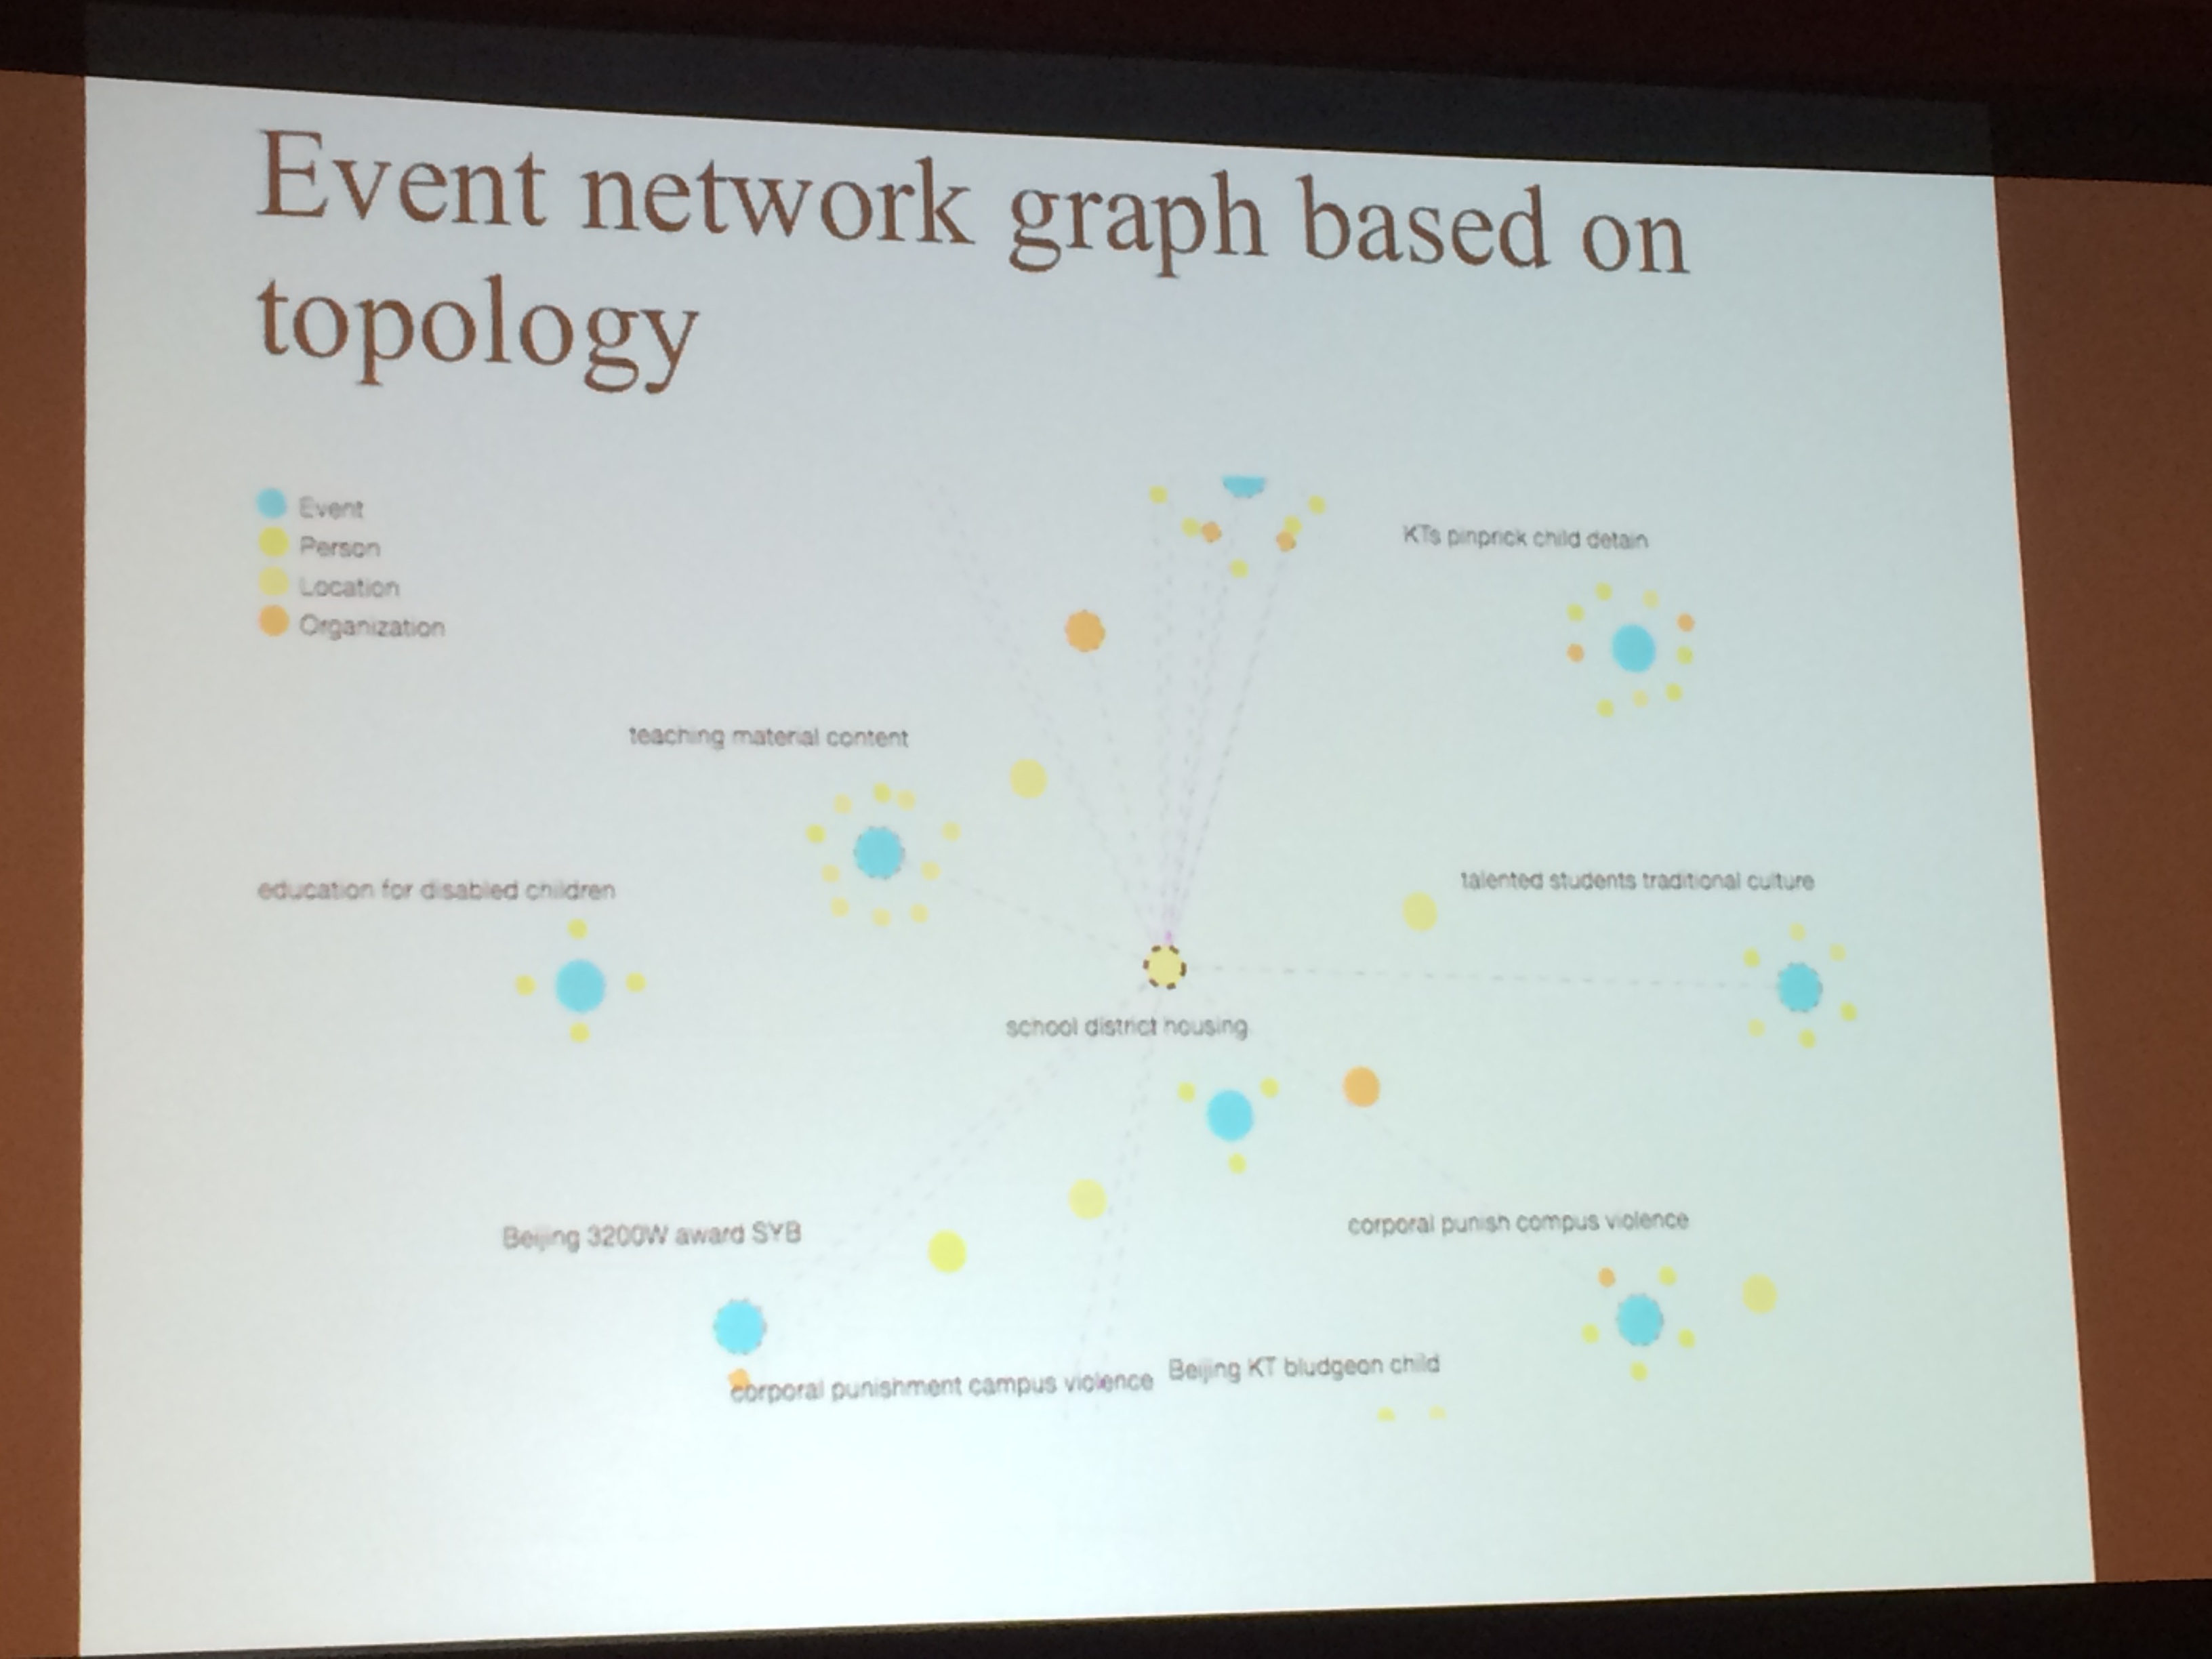 Event network graph based on
topology
Event
Person
Location
Organization
KTs pinprick child detain
teaching material content
talented students traditional culture
education for disabled children
school district housing
Beijing 3200W award SYB
corporal punish compus violence
corporal punishment campus violence
Beijing KT bludgeon child